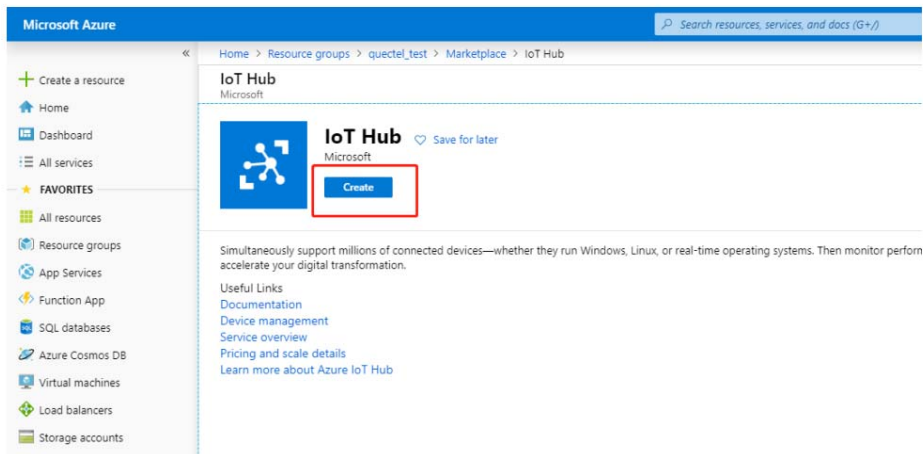 Microsoft Azure
Search resources, services, and docs (G+/)
«
Home > Resource groups > quectel_test > Marketplace > IoT Hub
Create a resource
Home
Dashboard
All services
FAVORITES
All resources
Resource groups
App Services
Function App
SQL databases
Azure Cosmos DB
Virtual machines
Load balancers
Storage accounts
IoT Hub
Microsoft
IoT Hub
Save for later
Microsoft
Create
Simultaneously support millions of connected devices—whether they run Windows, Linux, or real-time operating systems. Then monitor perform
accelerate your digital transformation.
Useful Links
Documentation
Device management
Service overview
Pricing and scale details
Learn more about Azure IoT Hub